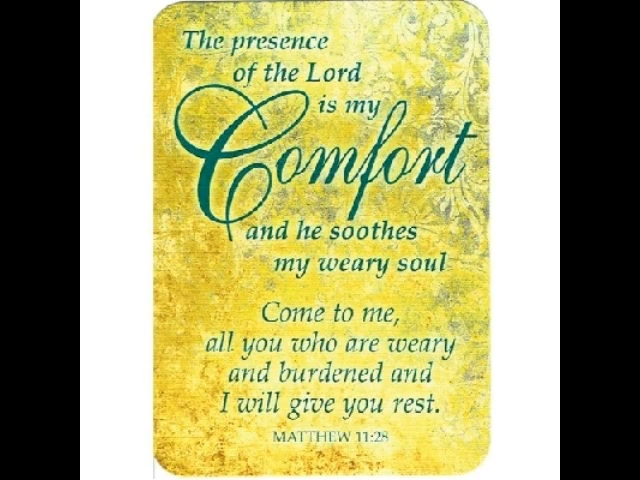 The presence
of the Lord
is my
Comfort
and he soothes
my weary soul
Come to me,
all you who are weary
and burdened and
I will give you rest.
MATTHEW 11:28